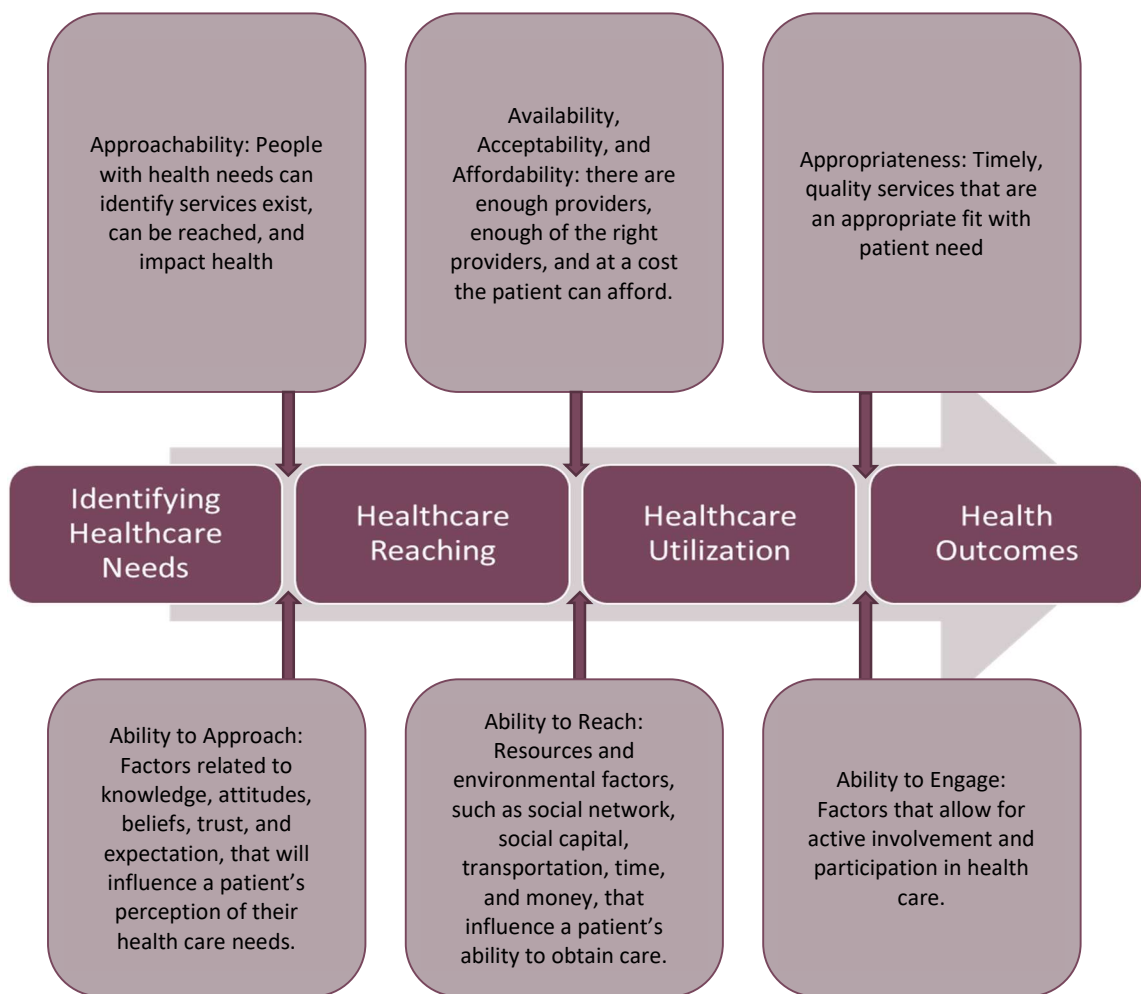 Approachability: People
with health needs can
identify services exist,
can be reached, and
impact health
Availability,
Acceptability, and
Affordability: there are
enough providers,
enough of the right
providers, and at a cost
the patient can afford.
Appropriateness: Timely,
quality services that are
an appropriate fit with
patient need
Identifying
Healthcare
Needs
Healthcare
Reaching
Healthcare
Utilization
Health
Outcomes
Ability to Approach:
Factors related to
knowledge, attitudes,
beliefs, trust, and
expectation, that will
influence a patient’s
perception of their
health care needs.
Ability to Reach:
Resources and
environmental factors,
such as social network,
social capital,
transportation, time,
and money, that
influence a patient’s
ability to obtain care.
Ability to Engage:
Factors that allow for
active involvement and
participation in health
care.